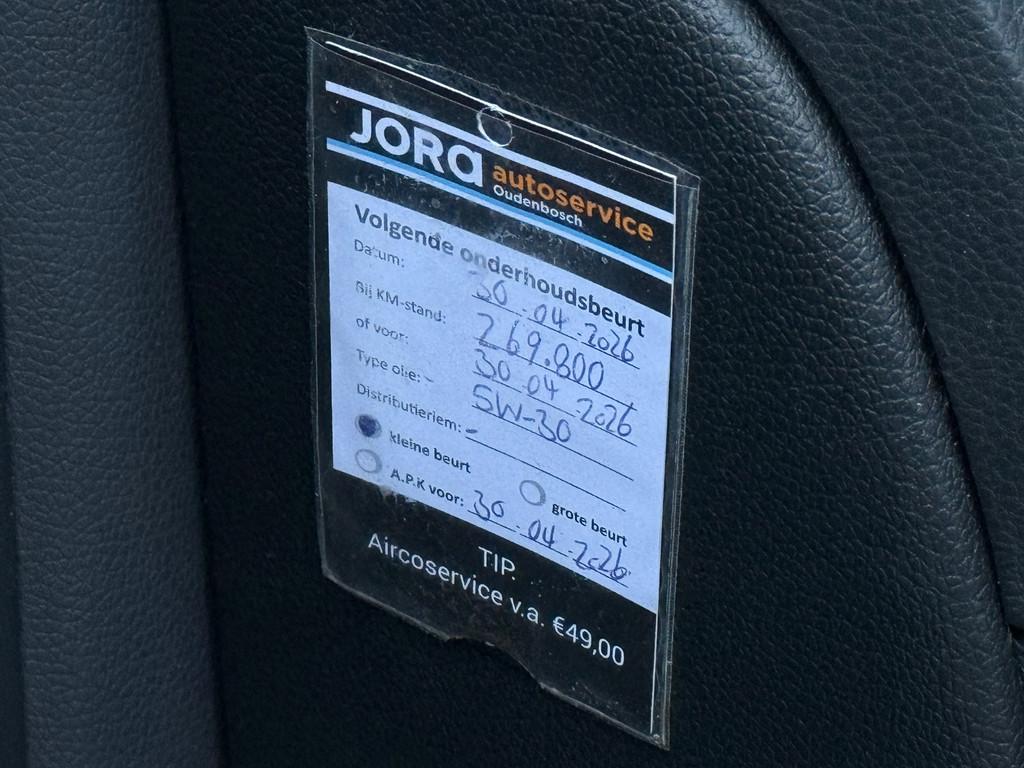 JORa autoservice
Oudenbosch
Volgende onderhoudsbeurt
Datum: 30-04-2026
Bij KM-stand: 269.800
of voor: 30-04-2026
Type olie: 5W-30
Distributieriem: -
kleine beurt
grote beurt
A.P.K voor: 30-04-2026
TIP.
Aircoservice v.a. €49,00